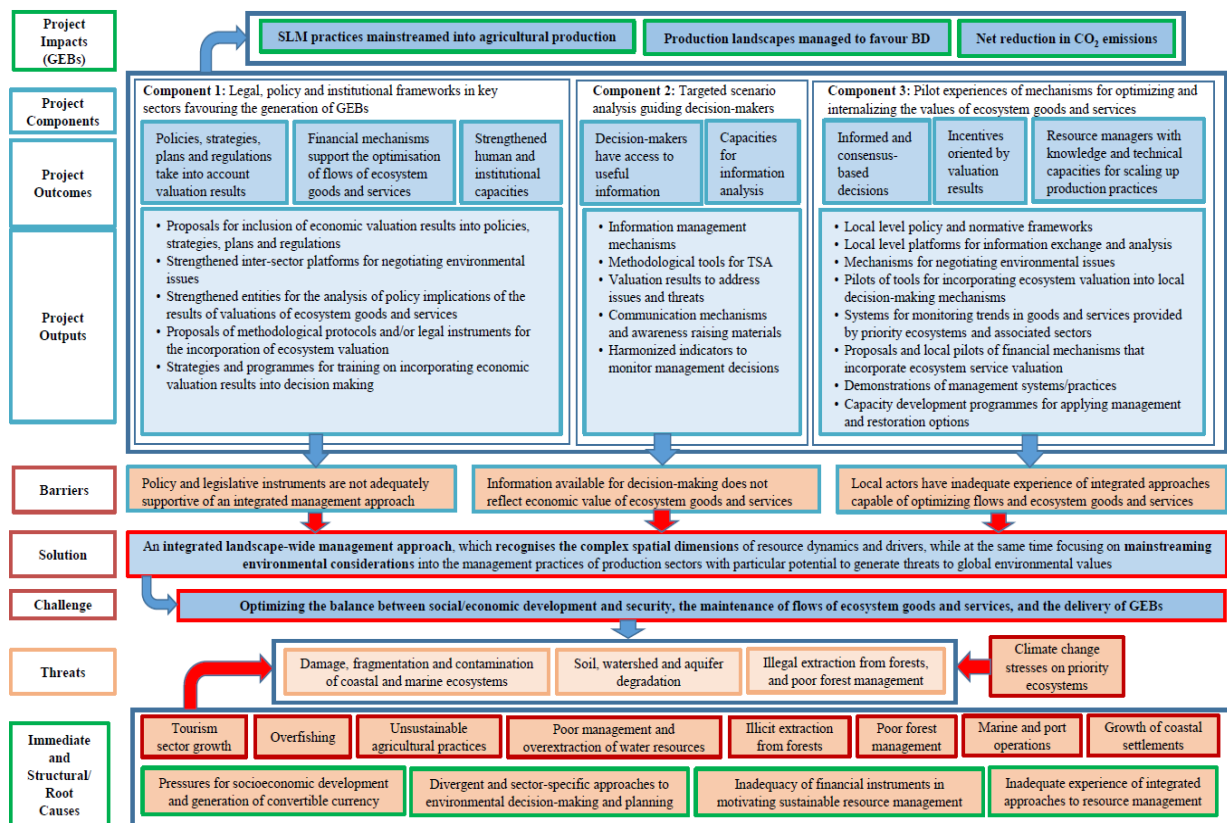 Project
Impacts
(GEBs)
SLM practices mainstreamed into agricultural production
Production landscapes managed to favour BD
Net reduction in CO₂ emissions
Project
Components
Component 1: Legal, policy and institutional frameworks in key
sectors favouring the generation of GEBs
Component 2: Targeted scenario
analysis guiding decision-makers
Component 3: Pilot experiences of mechanisms for optimizing and
internalizing the values of ecosystem goods and services
Project
Outcomes
Policies, strategies,
plans and regulations
take into account
valuation results
Financial mechanisms
support the optimisation
of flows of ecosystem
goods and services
Strengthened
human and
institutional
capacities
Decision-makers
have access to
useful
information
Capacities
for
information
analysis
Informed and
consensus-
based
decisions
Incentives
oriented by
valuation
results
Resource managers with
knowledge and technical
capacities for scaling up
production practices
Project
Outputs
• Proposals for inclusion of economic valuation results into policies,
strategies, plans and regulations
• Strengthened inter-sector platforms for negotiating environmental
issues
• Strengthened entities for the analysis of policy implications of the
results of valuations of ecosystem goods and services
• Proposals of methodological protocols and/or legal instruments for
the incorporation of ecosystem valuation
• Strategies and programmes for training on incorporating economic
valuation results into decision making
• Information management
mechanisms
• Methodological tools for TSA
• Valuation results to address
issues and threats
• Communication mechanisms
and awareness raising materials
• Harmonized indicators to
monitor management decisions
• Local level policy and normative frameworks
• Local level platforms for information exchange and analysis
• Mechanisms for negotiating environmental issues
• Pilots of tools for incorporating ecosystem valuation into local
decision-making mechanisms
• Systems for monitoring trends in goods and services provided
by priority ecosystems and associated sectors
• Proposals and local pilots of financial mechanisms that
incorporate ecosystem service valuation
• Demonstrations of management systems/practices
• Capacity development programmes for applying management
and restoration options
Barriers
Policy and legislative instruments are not adequately
supportive of an integrated management approach
Information available for decision-making does not
reflect economic value of ecosystem goods and services
Local actors have inadequate experience of integrated approaches
capable of optimizing flows and ecosystem goods and services
Solution
An integrated landscape-wide management approach, which recognises the complex spatial dimensions of resource dynamics and drivers, while at the same time focusing on mainstreaming
environmental considerations into the management practices of production sectors with particular potential to generate threats to global environmental values
Challenge
Optimizing the balance between social/economic development and security, the maintenance of flows of ecosystem goods and services, and the delivery of GEBs
Threats
Damage, fragmentation and contamination
of coastal and marine ecosystems
Soil, watershed and aquifer
degradation
Illegal extraction from forests,
and poor forest management
Climate change
stresses on priority
ecosystems
Immediate
and
Structural/
Root
Causes
Tourism
sector growth
Overfishing
Unsustainable
agricultural practices
Poor management and
overextraction of water resources
Illicit extraction
from forests
Poor forest
management
Marine and port
operations
Growth of coastal
settlements
Pressures for socioeconomic development
and generation of convertible currency
Divergent and sector-specific approaches to
environmental decision-making and planning
Inadequacy of financial instruments in
motivating sustainable resource management
Inadequate experience of integrated
approaches to resource management